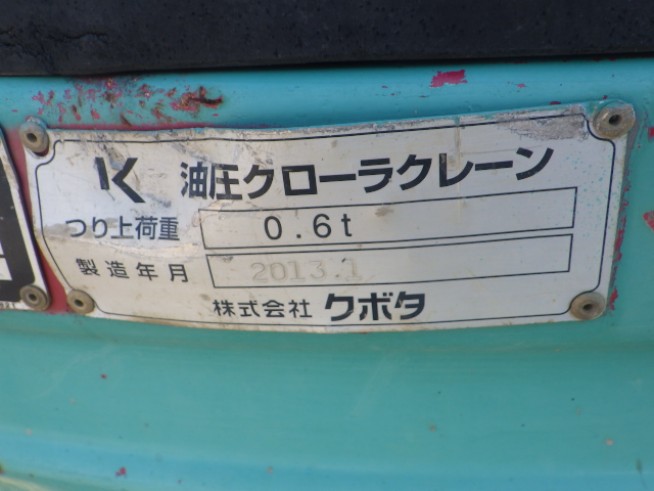 K 油圧クローラクレーン
つり上荷重 0.6t
製造年月 2013.1
株式会社 クボタ